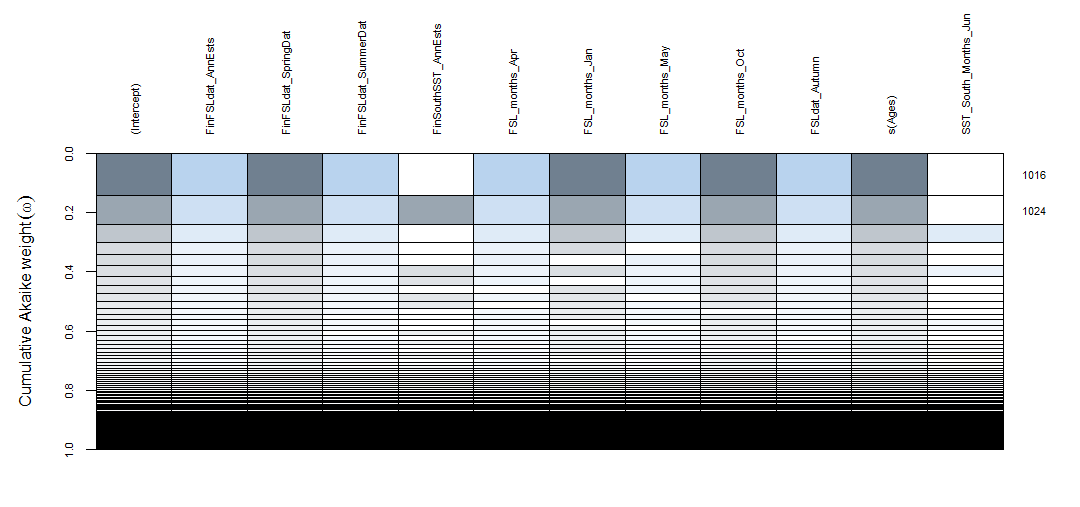 (Intercept)
FinFSLdat_AnnEsts
FinFSLdat_SpringDat
FinFSLdat_SummerDat
FinSouthSST_AnnEsts
FSL_months_Apr
FSL_months_Jan
FSL_months_May
FSL_months_Oct
FSLdat_Autumn
s(Ages)
SST_South_Months_Jun
Cumulative Akaike weight(ω)
0.0
0.2
0.4
0.6
0.8
1.0
1016
1024